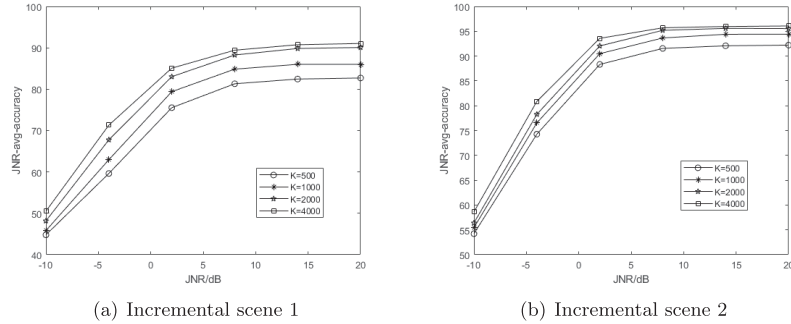 100
90
80
70
60
50
40
-10
-5
0
5
10
15
20
JNR-avg-accuracy
JNR/dB
K=500
K=1000
K=2000
K=4000
(a) Incremental scene 1
100
95
90
85
80
75
70
65
60
55
50
-10
-5
0
5
10
15
20
JNR-avg-accuracy
JNR/dB
K=500
K=1000
K=2000
K=4000
(b) Incremental scene 2